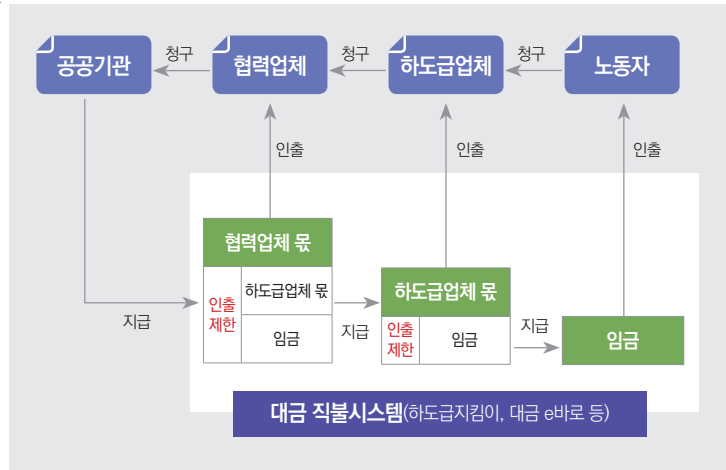 공공기관
청구
협력업체
청구
하도급업체
청구
노동자
인출
인출
인출
협력업체 몫
인출
제한
하도급업체 몫
임금
지급
지급
하도급업체 몫
인출
제한
임금
지급
임금
대금 직불시스템(하도급지킴이, 대금 e바로 등)